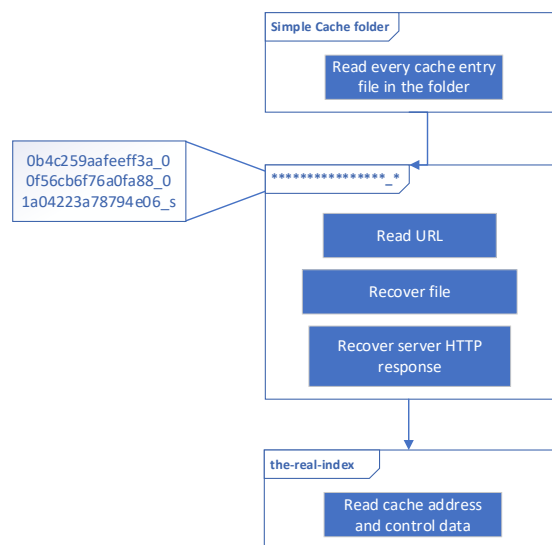 Simple Cache folder
Read every cache entry
file in the folder
0b4c259aafeeff3a_0
0f56cb6f76a0fa88_0
1a04223a78794e06_s
****************_*
Read URL
Recover file
Recover server HTTP
response
the-real-index
Read cache address
and control data